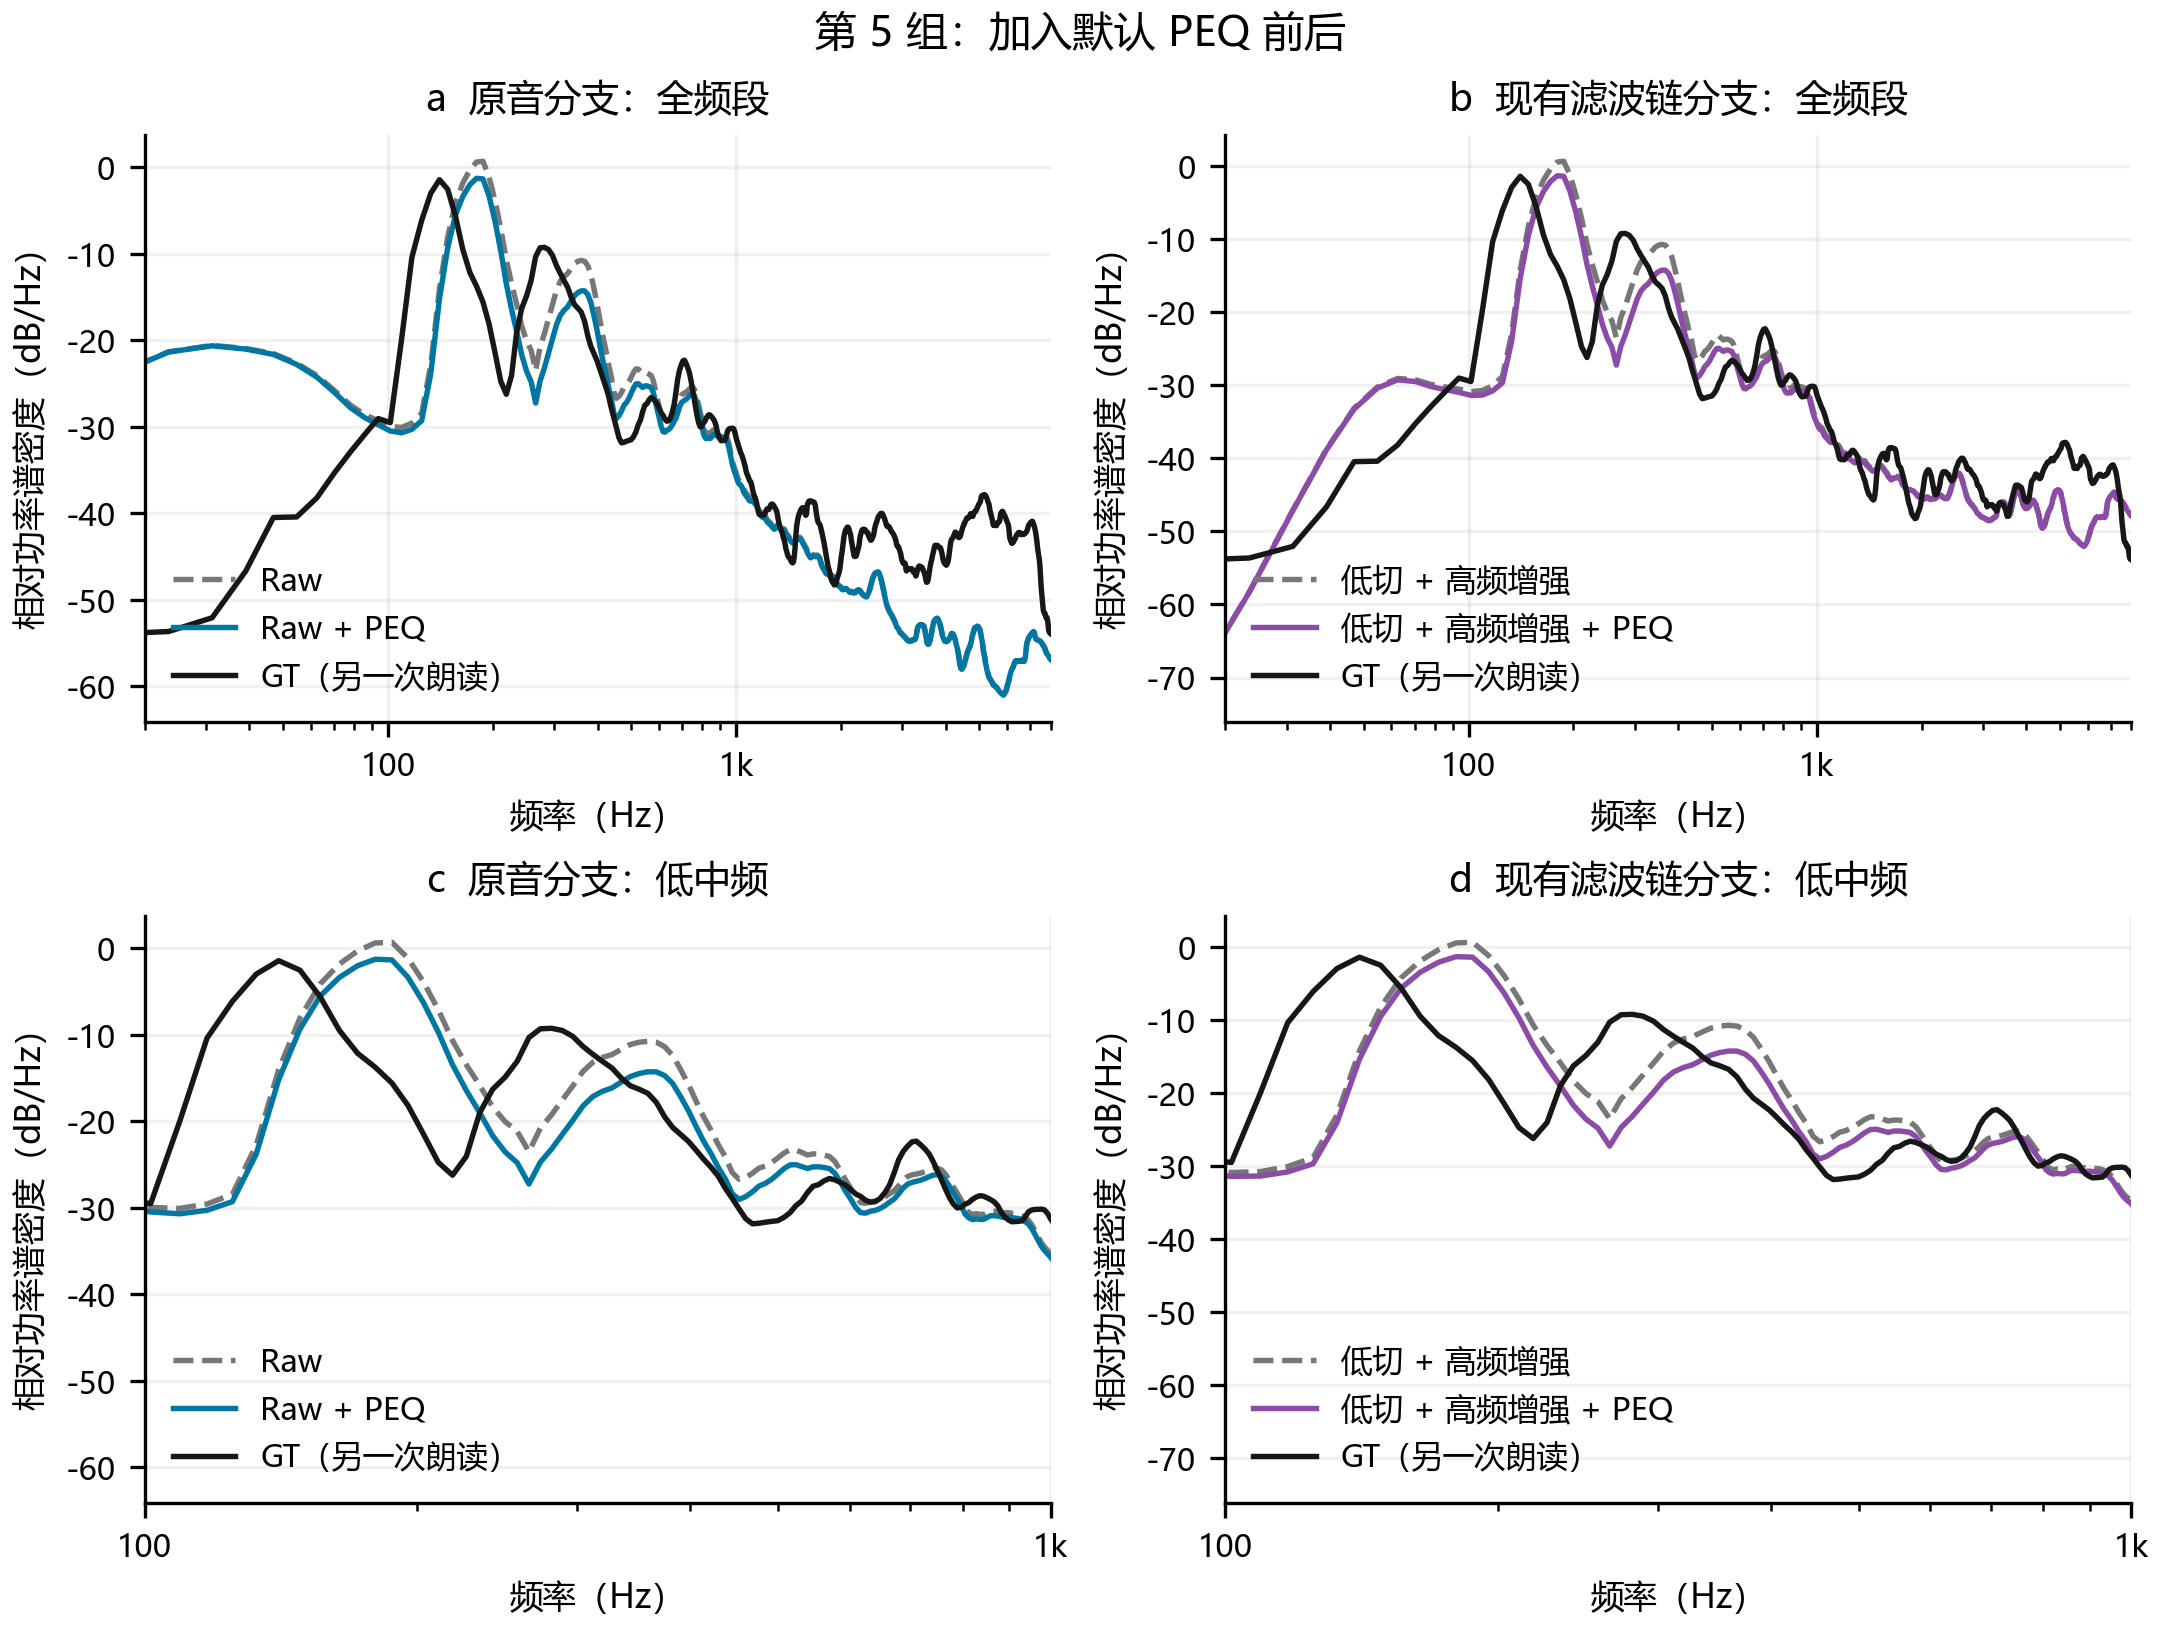 第 5 组：加入默认 PEQ 前后
a 原音分支：全频段
相对功率谱密度（dB/Hz）
0
-10
-20
-30
-40
-50
-60
Raw
Raw + PEQ
GT（另一次朗读）
100
1k
频率（Hz）
b 现有滤波链分支：全频段
相对功率谱密度（dB/Hz）
0
-10
-20
-30
-40
-50
-60
-70
低切 + 高频增强
低切 + 高频增强 + PEQ
GT（另一次朗读）
100
1k
频率（Hz）
c 原音分支：低中频
相对功率谱密度（dB/Hz）
0
-10
-20
-30
-40
-50
-60
Raw
Raw + PEQ
GT（另一次朗读）
100
1k
频率（Hz）
d 现有滤波链分支：低中频
相对功率谱密度（dB/Hz）
0
-10
-20
-30
-40
-50
-60
-70
低切 + 高频增强
低切 + 高频增强 + PEQ
GT（另一次朗读）
100
1k
频率（Hz）